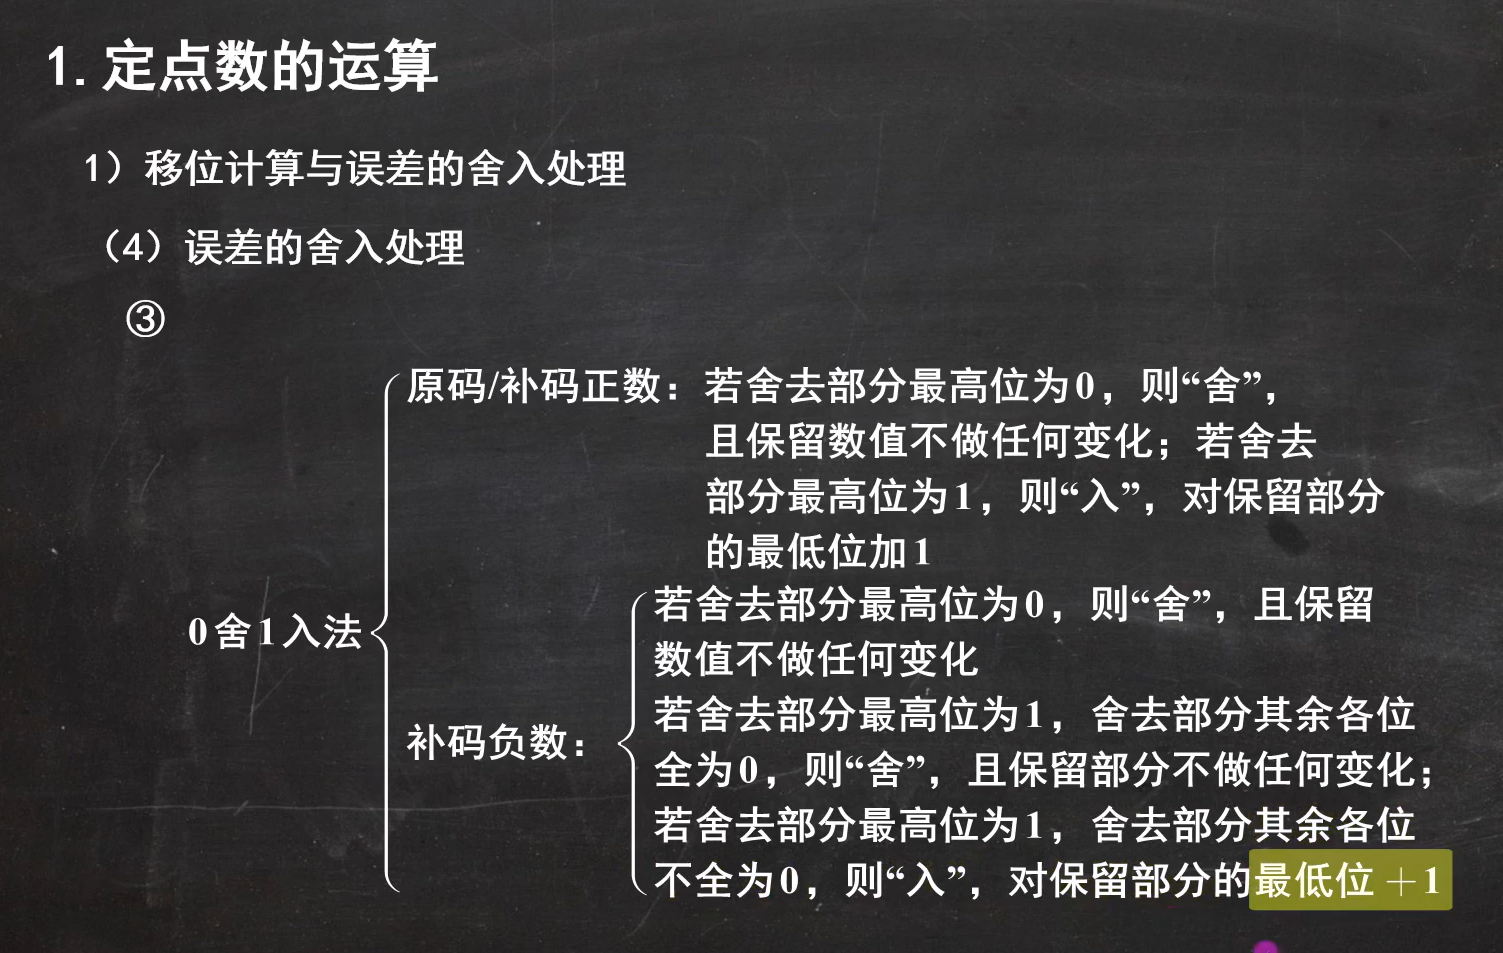 1.定点数的运算
1）移位计算与误差的舍入处理
（4）误差的舍入处理
③
原码/补码正数：若舍去部分最高位为0，则“舍”，
且保留数值不做任何变化；若舍去
部分最高位为1，则“入”，对保留部分
的最低位加1
0舍1入法
补码负数：
若舍去部分最高位为0，则“舍”，且保留
数值不做任何变化
若舍去部分最高位为1，舍去部分其余各位
全为0，则“舍”，且保留部分不做任何变化；
若舍去部分最高位为1，舍去部分其余各位
不全为0，则“入”，对保留部分的最低位＋1